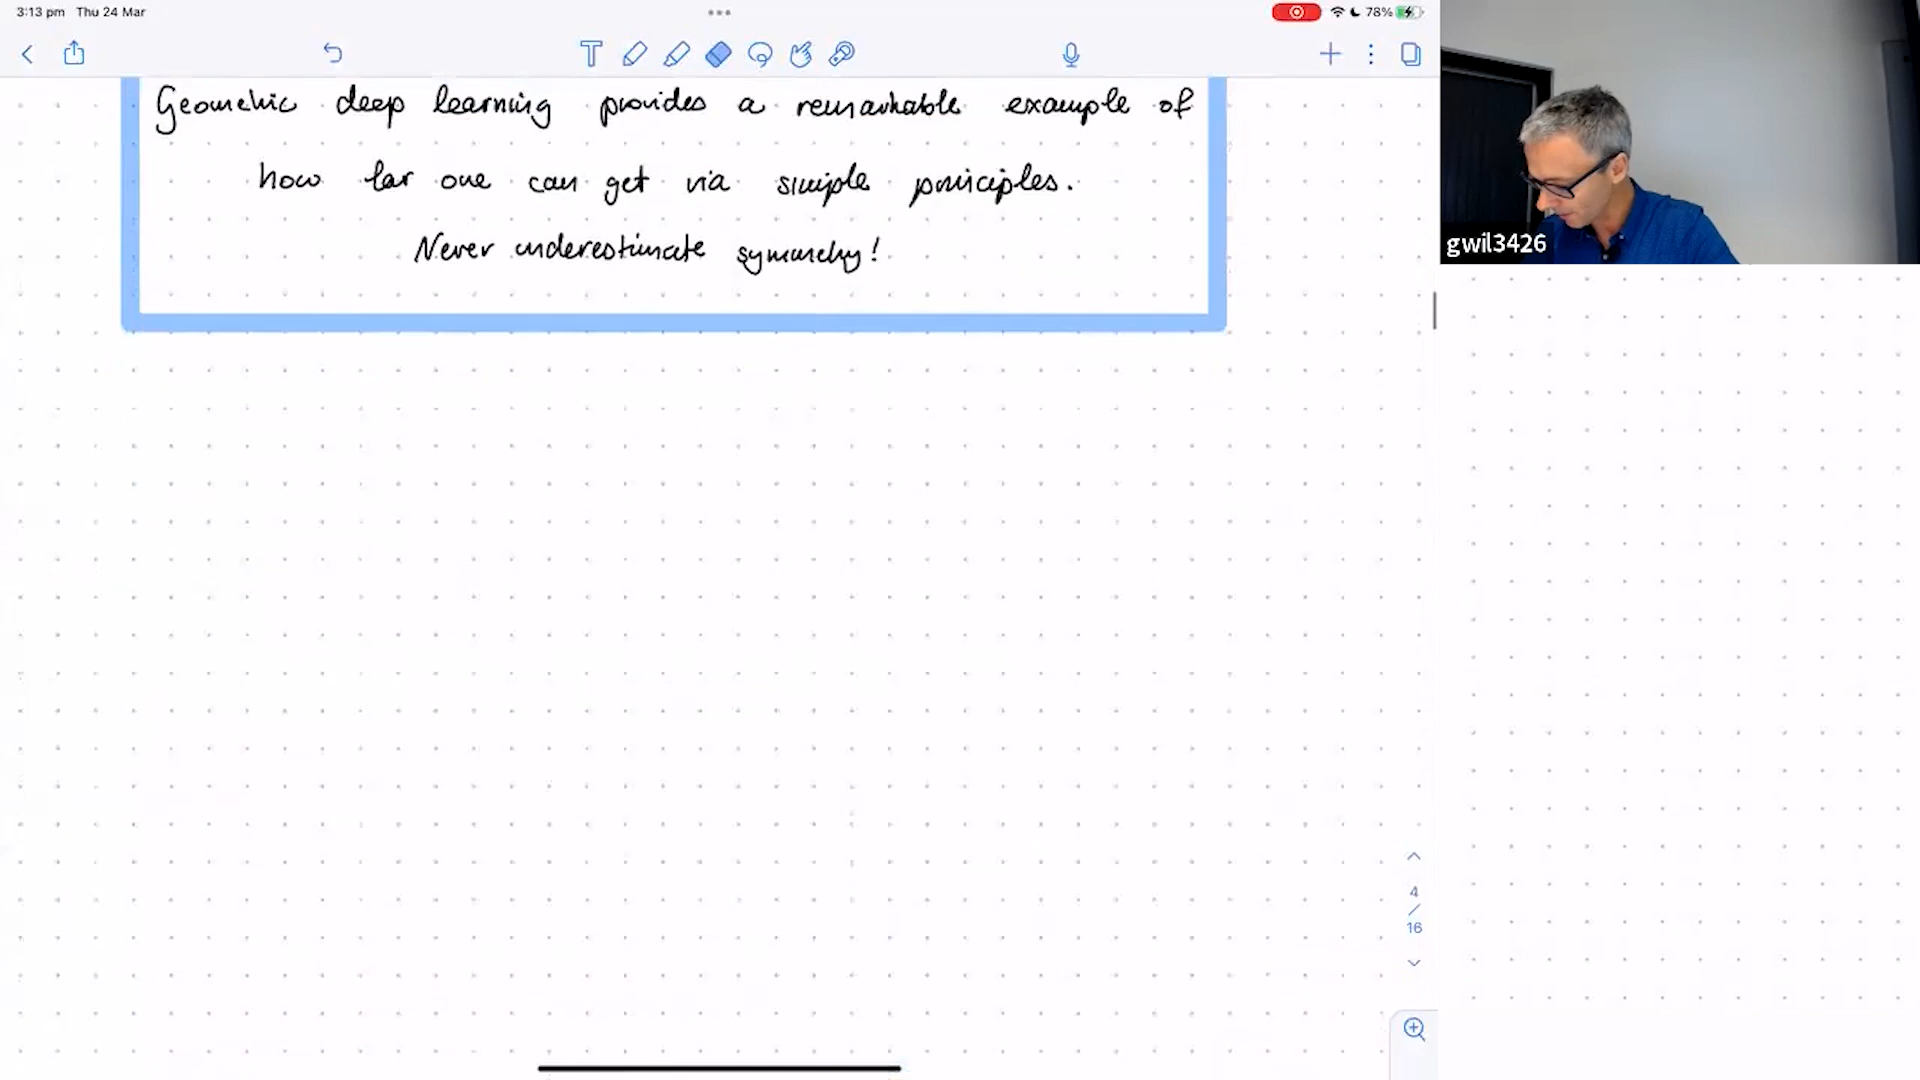 3:13 pm Thu 24 Mar
78%
T
Geometric deep learning provides a remarkable example of
how far one can get via simple principles.
Never underestimate symmetry!
gwil3426
4
/
16